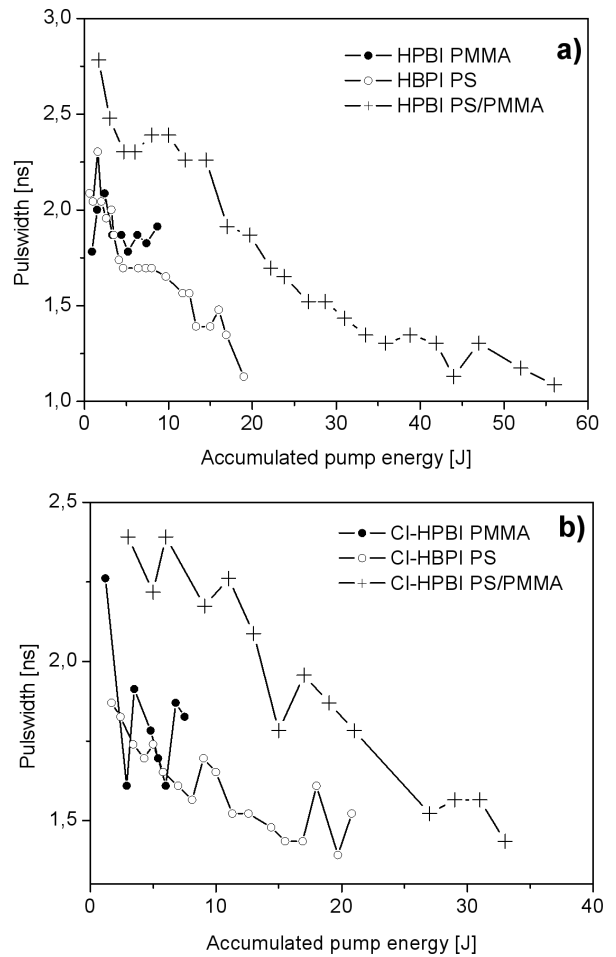 a)
HPBI PMMA
HBPI PS
HPBI PS/PMMA
3,0
2,5
2,0
1,5
1,0
Pulswidth [ns]
0 10 20 30 40 50 60
Accumulated pump energy [J]
b)
Cl-HPBI PMMA
Cl-HBPI PS
Cl-HPBI PS/PMMA
2,5
2,0
1,5
Pulswidth [ns]
0 10 20 30 40
Accumulated pump energy [J]